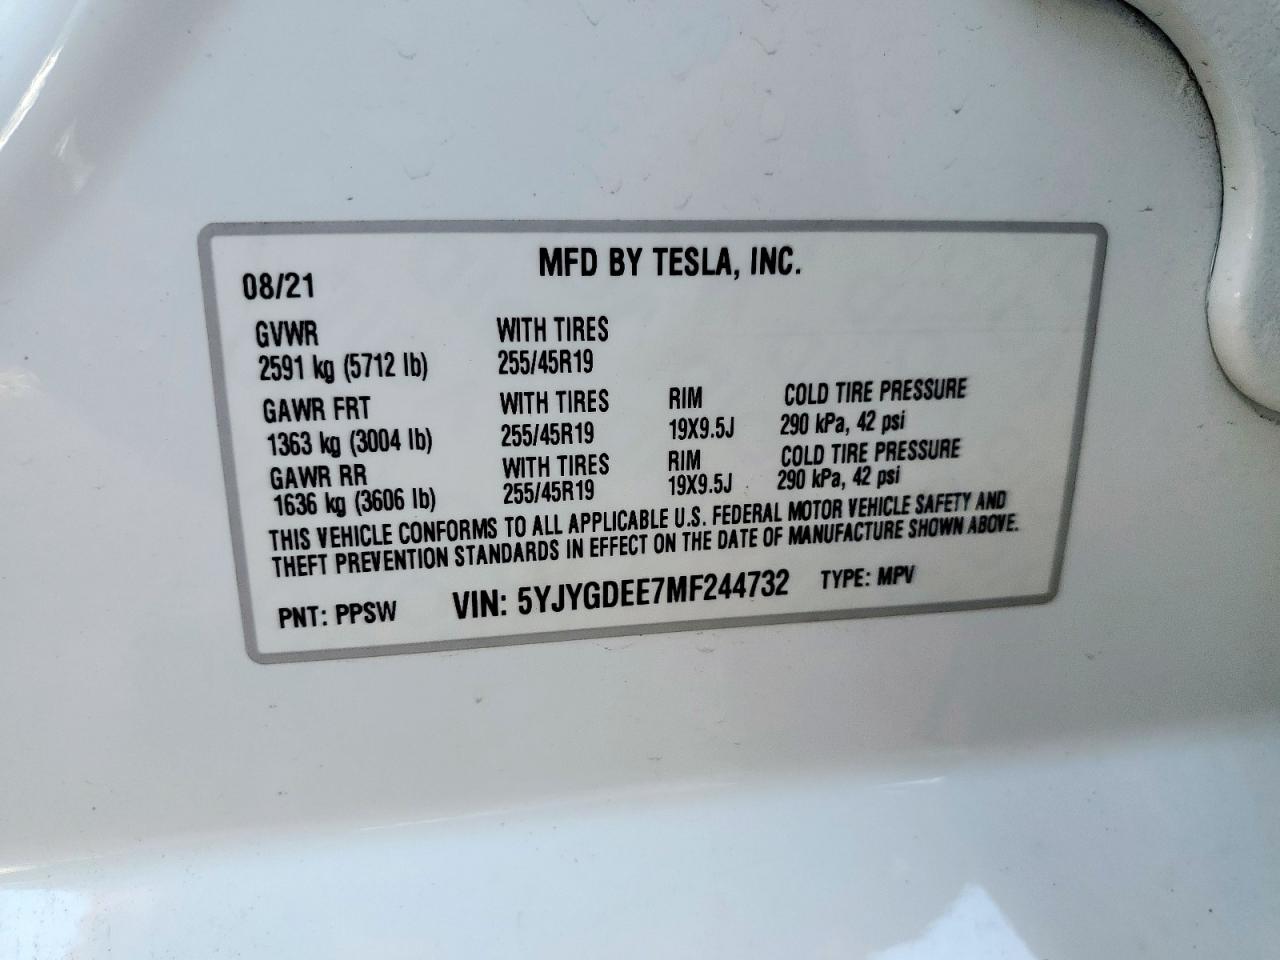 MFD BY TESLA, INC.
08/21
GVWR WITH TIRES
2591 kg (5712 lb) 255/45R19
GAWR FRT WITH TIRES RIM COLD TIRE PRESSURE
1363 kg (3004 lb) 255/45R19 19X9.5J 290 kPa, 42 psi
GAWR RR WITH TIRES RIM COLD TIRE PRESSURE
1636 kg (3606 lb) 255/45R19 19X9.5J 290 kPa, 42 psi
THIS VEHICLE CONFORMS TO ALL APPLICABLE U.S. FEDERAL MOTOR VEHICLE SAFETY AND
THEFT PREVENTION STANDARDS IN EFFECT ON THE DATE OF MANUFACTURE SHOWN ABOVE.
PNT: PPSW VIN: 5YJYGDEE7MF244732 TYPE: MPV